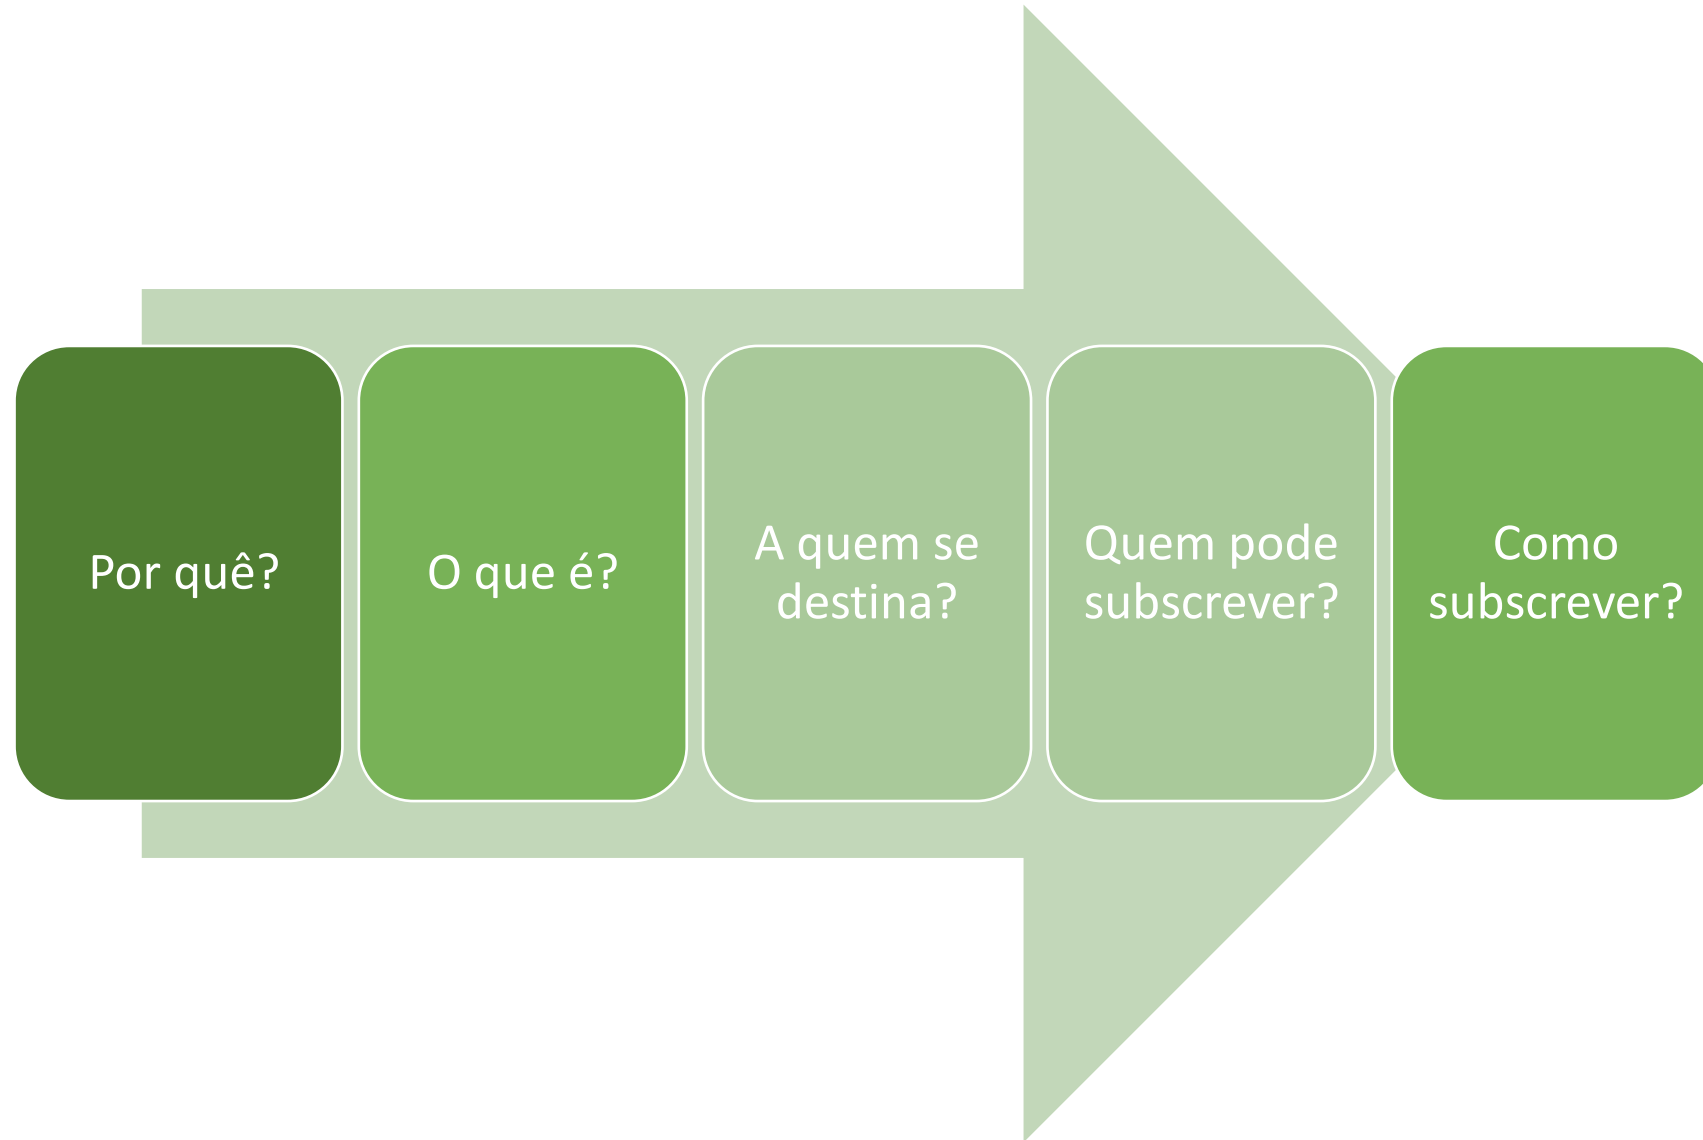 Por quê?
O que é?
A quem se
destina?
Quem pode
subscrever?
Como
subscrever?